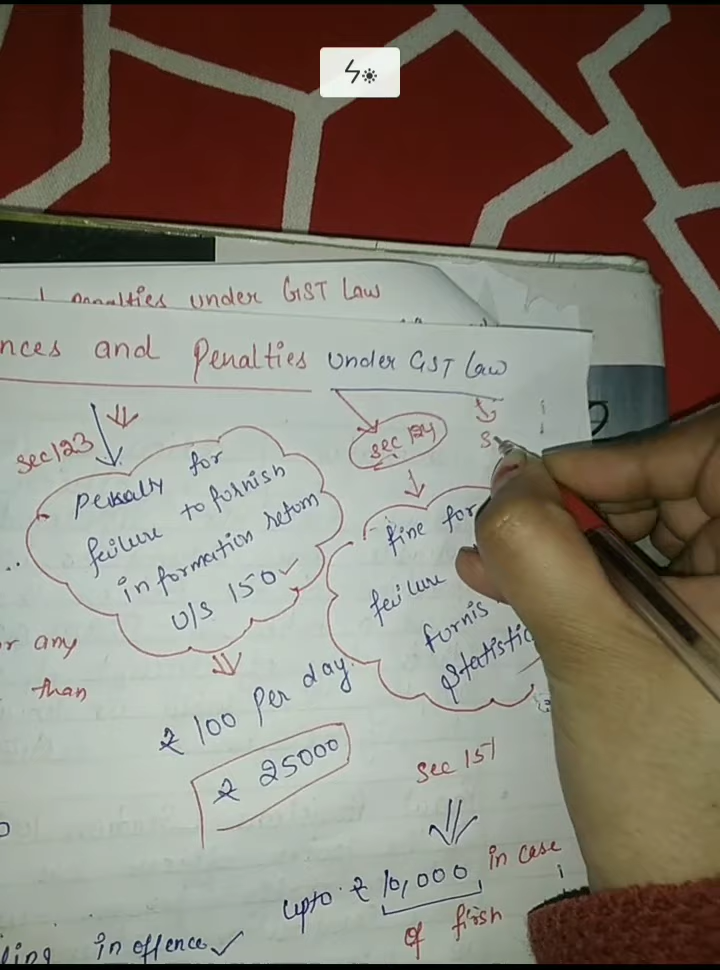 penalties under GST Law
nces and Penalties under GST Law
sec 123
Penalty for
failure to furnish
information return
U/S 150
₹ 100 per day
₹ 25000
sec 124
fine for
failure
furnis
Statistic
Sec 151
upto ₹ 10,000 in case
of
S
or any
than
in offence